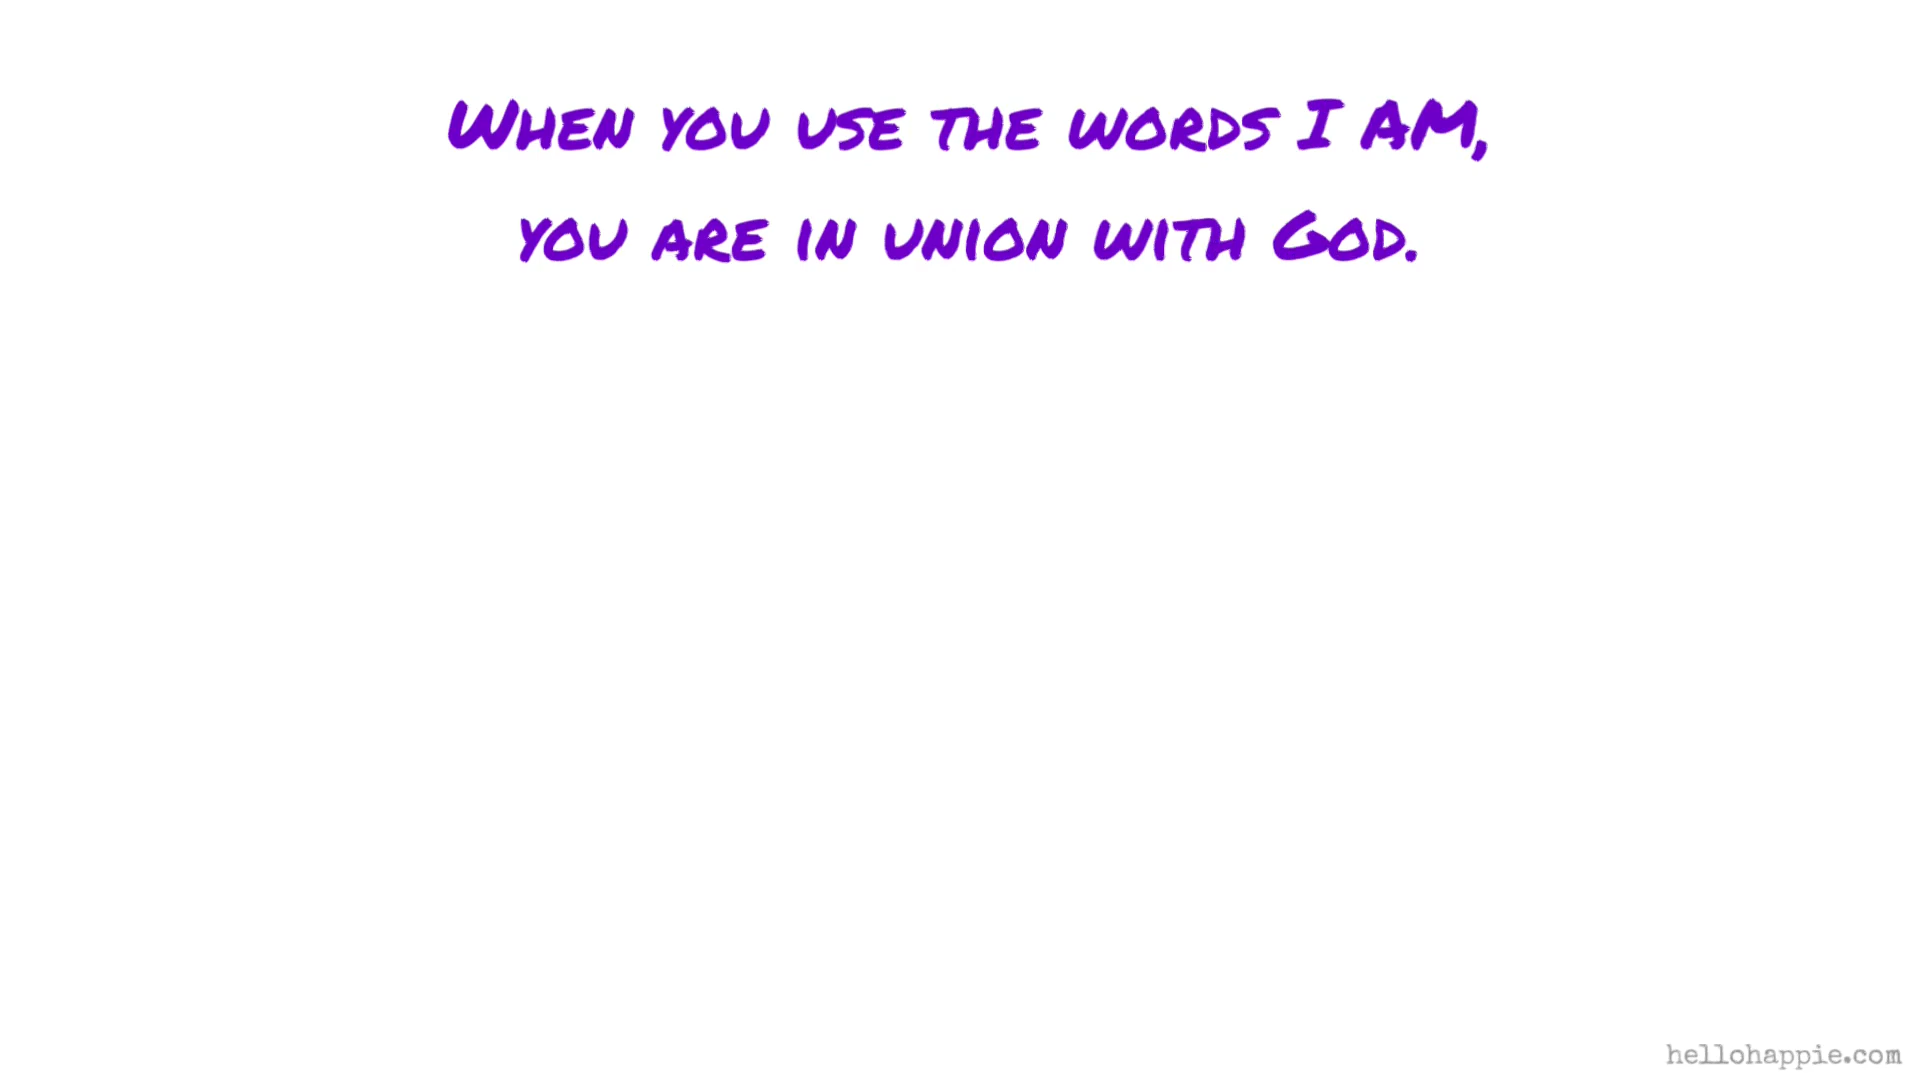 When you use the words I AM,
you are in union with God.
hellohappie.com